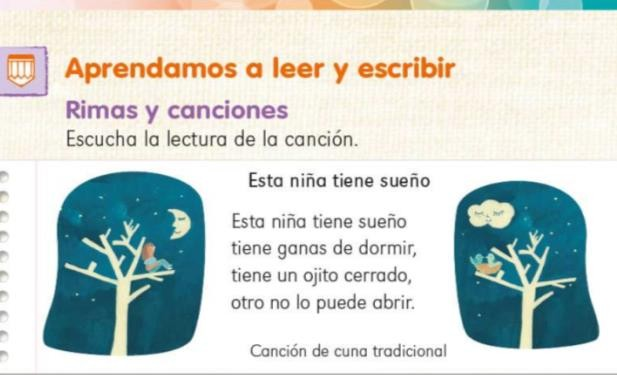 Aprendamos a leer y escribir
Rimas y canciones
Escucha la lectura de la canción.
Esta niña tiene sueño
Esta niña tiene sueño
tiene ganas de dormir,
tiene un ojito cerrado,
otro no lo puede abrir.
Canción de cuna tradicional